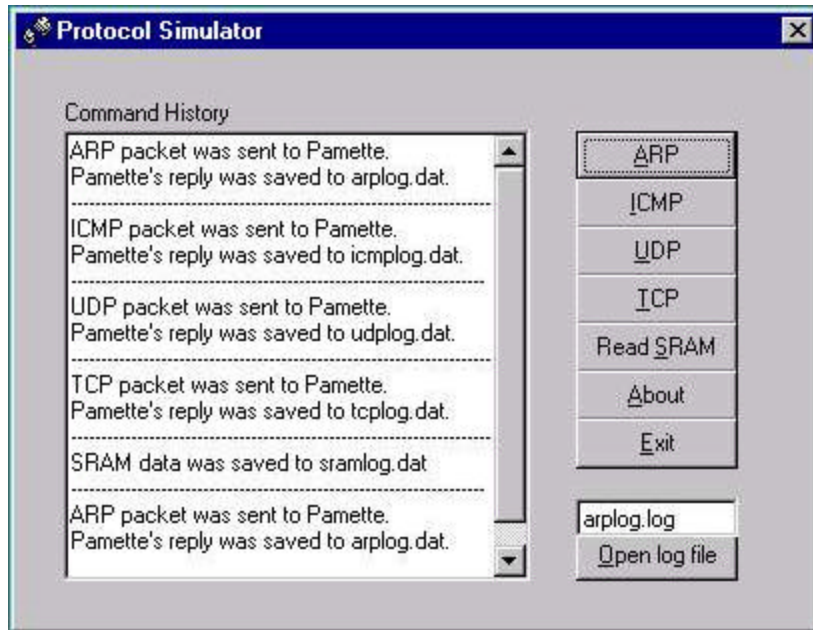 Protocol Simulator
Command History
ARP packet was sent to Pamette.
Pamette's reply was saved to arplog.dat.
ICMP packet was sent to Pamette.
Pamette's reply was saved to icmplog.dat.
UDP packet was sent to Pamette.
Pamette's reply was saved to udplog.dat.
TCP packet was sent to Pamette.
Pamette's reply was saved to tcplog.dat.
SRAM data was saved to sramlog.dat
ARP packet was sent to Pamette.
Pamette's reply was saved to arplog.dat.
ARP
ICMP
UDP
TCP
Read SRAM
About
Exit
arplog.log
Open log file